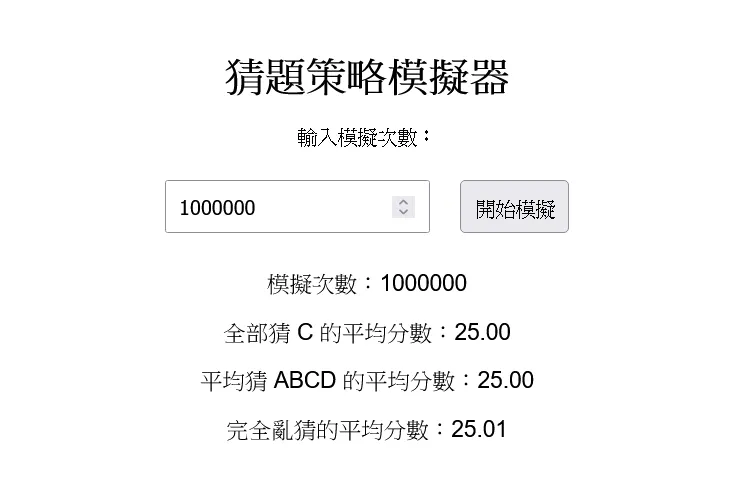 猜題策略模擬器
輸入模擬次數：
1000000
開始模擬
模擬次數：1000000
全部猜 C 的平均分數：25.00
平均猜 ABCD 的平均分數：25.00
完全亂猜的平均分數：25.01